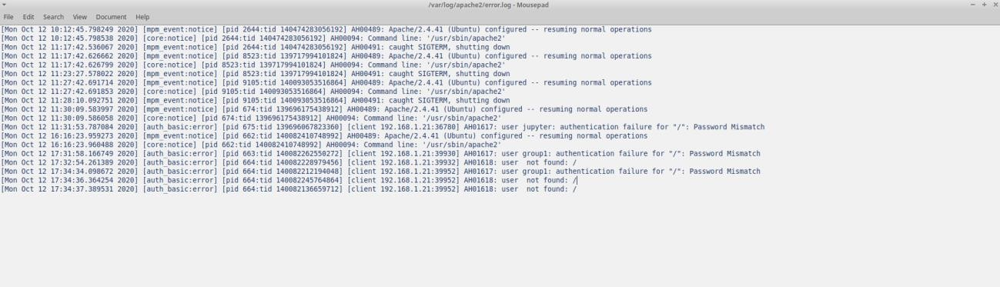 /var/log/apache2/error.log - Mousepad
File Edit Search View Document Help
[Mon Oct 12 10:12:45.798249 2020] [mpm_event:notice] [pid 2644:tid 140474283056192] AH00489: Apache/2.4.41 (Ubuntu) configured -- resuming normal operations
[Mon Oct 12 10:12:45.798538 2020] [core:notice] [pid 2644:tid 140474283056192] AH00094: Command line: '/usr/sbin/apache2'
[Mon Oct 12 11:17:42.536067 2020] [mpm_event:notice] [pid 2644:tid 140474283056192] AH00491: caught SIGTERM, shutting down
[Mon Oct 12 11:17:42.626662 2020] [mpm_event:notice] [pid 8523:tid 139717994101824] AH00489: Apache/2.4.41 (Ubuntu) configured -- resuming normal operations
[Mon Oct 12 11:17:42.626799 2020] [core:notice] [pid 8523:tid 139717994101824] AH00094: Command line: '/usr/sbin/apache2'
[Mon Oct 12 11:23:27.578022 2020] [mpm_event:notice] [pid 8523:tid 139717994101824] AH00491: caught SIGTERM, shutting down
[Mon Oct 12 11:27:42.691714 2020] [mpm_event:notice] [pid 9105:tid 140093053516864] AH00489: Apache/2.4.41 (Ubuntu) configured -- resuming normal operations
[Mon Oct 12 11:27:42.691853 2020] [core:notice] [pid 9105:tid 140093053516864] AH00094: Command line: '/usr/sbin/apache2'
[Mon Oct 12 11:28:10.092751 2020] [mpm_event:notice] [pid 9105:tid 140093053516864] AH00491: caught SIGTERM, shutting down
[Mon Oct 12 11:30:09.583997 2020] [mpm_event:notice] [pid 674:tid 139696175438912] AH00489: Apache/2.4.41 (Ubuntu) configured -- resuming normal operations
[Mon Oct 12 11:30:09.586058 2020] [core:notice] [pid 674:tid 139696175438912] AH00094: Command line: '/usr/sbin/apache2'
[Mon Oct 12 11:31:53.787084 2020] [auth_basic:error] [pid 675:tid 139696067823360] [client 192.168.1.21:36780] AH01617: user jupyter: authentication failure for "/": Password Mismatch
[Mon Oct 12 16:16:23.959273 2020] [mpm_event:notice] [pid 662:tid 140082410748992] AH00489: Apache/2.4.41 (Ubuntu) configured -- resuming normal operations
[Mon Oct 12 16:16:23.960488 2020] [core:notice] [pid 662:tid 140082410748992] AH00094: Command line: '/usr/sbin/apache2'
[Mon Oct 12 17:31:58.166749 2020] [auth_basic:error] [pid 663:tid 140082262550272] [client 192.168.1.21:39930] AH01617: user group1: authentication failure for "/": Password Mismatch
[Mon Oct 12 17:32:54.261389 2020] [auth_basic:error] [pid 664:tid 140082228979456] [client 192.168.1.21:39932] AH01618: user  not found: /
[Mon Oct 12 17:34:34.098672 2020] [auth_basic:error] [pid 664:tid 140082212194048] [client 192.168.1.21:39952] AH01617: user group1: authentication failure for "/": Password Mismatch
[Mon Oct 12 17:34:36.364254 2020] [auth_basic:error] [pid 664:tid 140082245764864] [client 192.168.1.21:39952] AH01618: user  not found: /
[Mon Oct 12 17:34:37.389531 2020] [auth_basic:error] [pid 664:tid 140082136659712] [client 192.168.1.21:39952] AH01618: user  not found: /